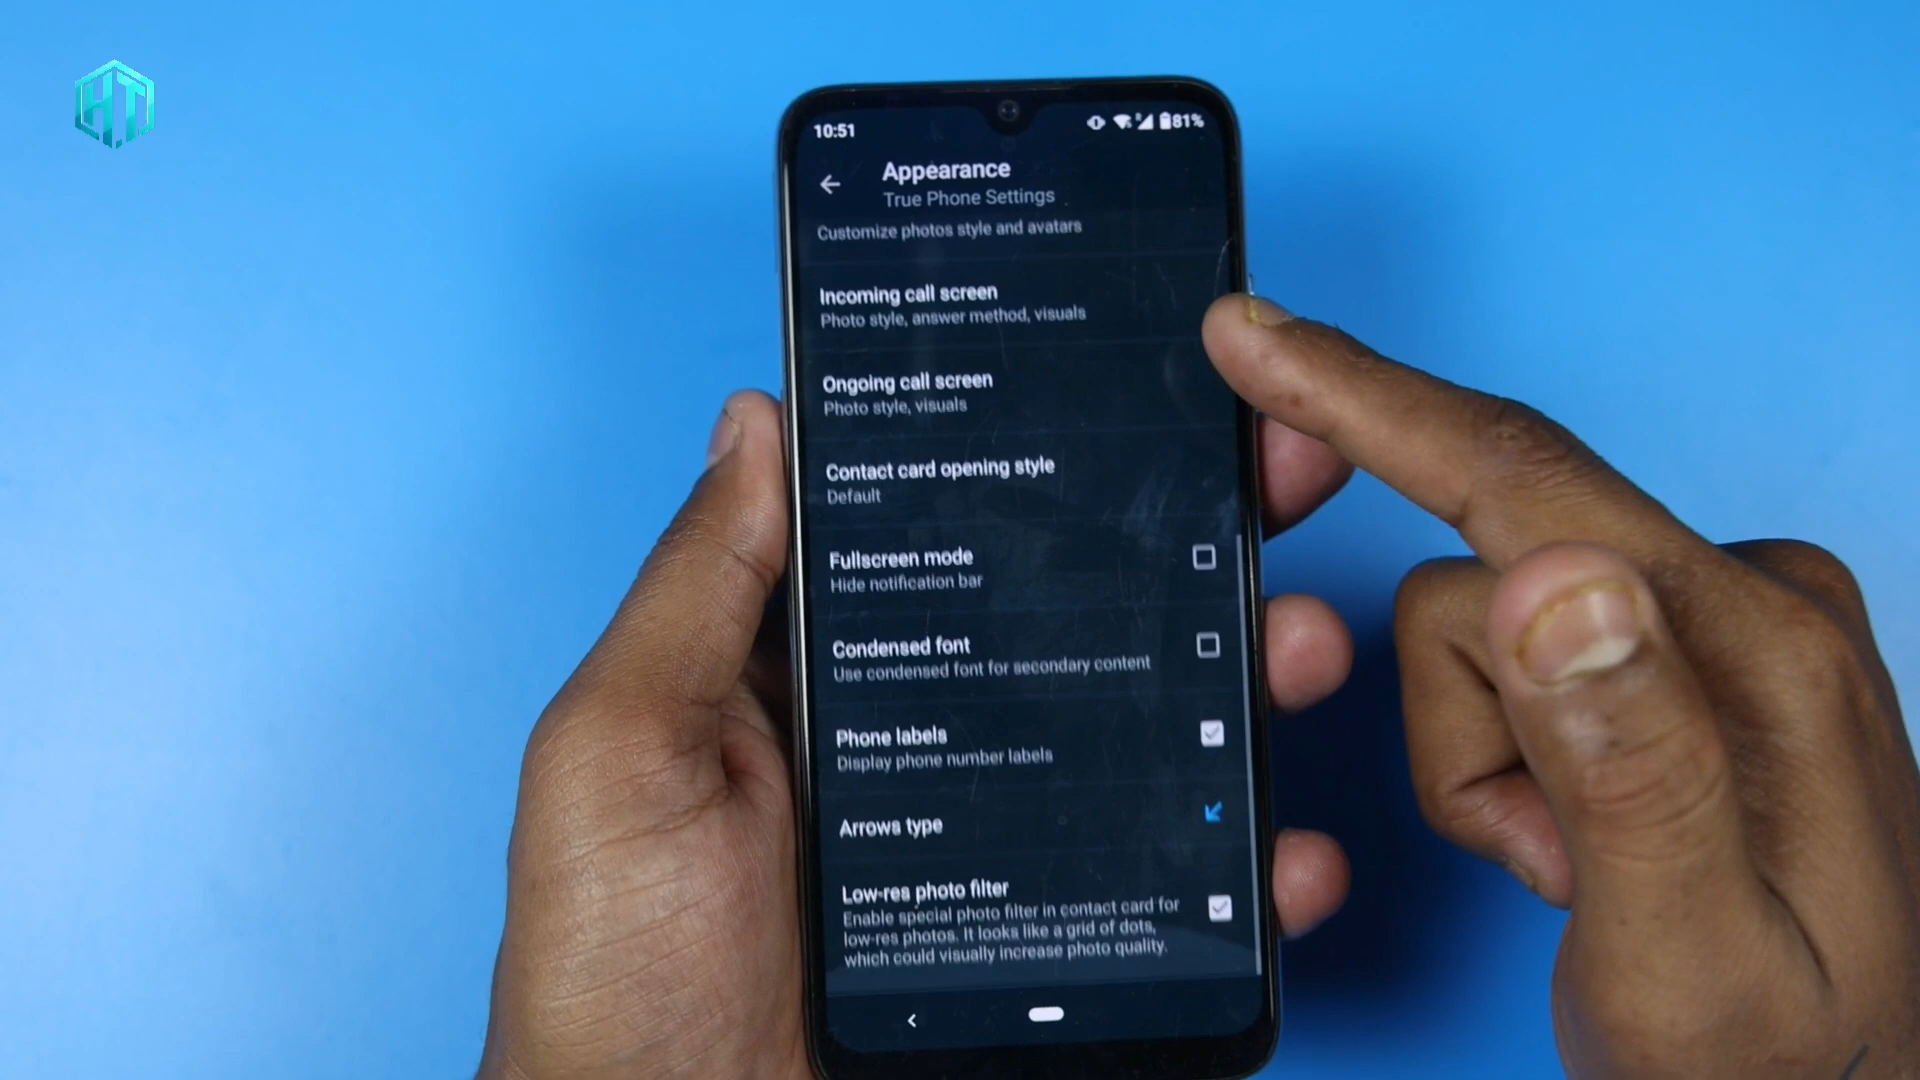 HT
10:51
81%
Appearance
True Phone Settings
Customize photos style and avatars
Incoming call screen
Photo style, answer method, visuals
Ongoing call screen
Photo style, visuals
Contact card opening style
Default
Fullscreen mode
Hide notification bar
Condensed font
Use condensed font for secondary content
Phone labels
Display phone number labels
Arrows type
Low-res photo filter
Enable special photo filter in contact card for
low-res photos. It looks like a grid of dots,
which could visually increase photo quality.